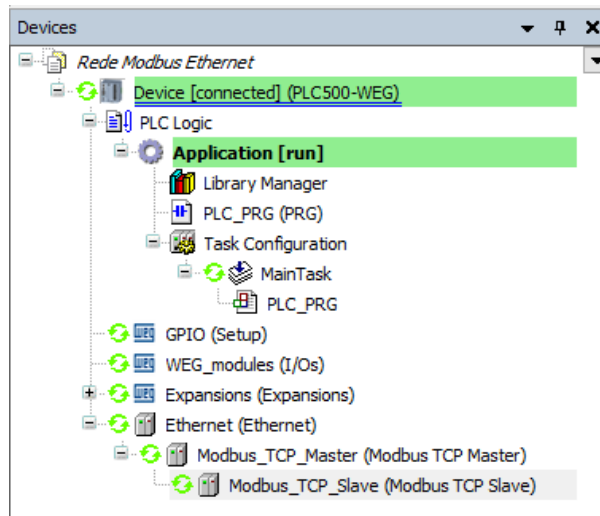 Devices
Rede Modbus Ethernet
Device [connected] (PLC500-WEG)
PLC Logic
Application [run]
Library Manager
PLC_PRG (PRG)
Task Configuration
MainTask
PLC_PRG
GPIO (Setup)
WEG_modules (I/Os)
Expansions (Expansions)
Ethernet (Ethernet)
Modbus_TCP_Master (Modbus TCP Master)
Modbus_TCP_Slave (Modbus TCP Slave)